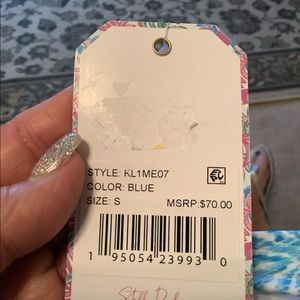 STYLE: KL1ME07
COLOR: BLUE
SIZE: S MSRP:$70.00
1 95054 23993 0